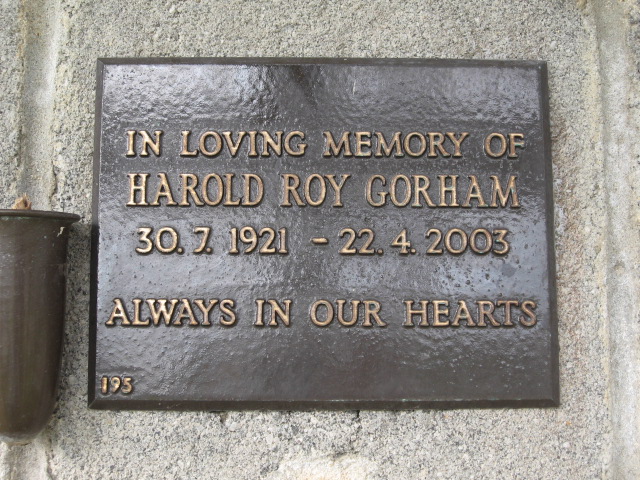 IN LOVING MEMORY OF
HAROLD ROY GORHAM
30.7.1921 - 22.4.2003
ALWAYS IN OUR HEARTS
195